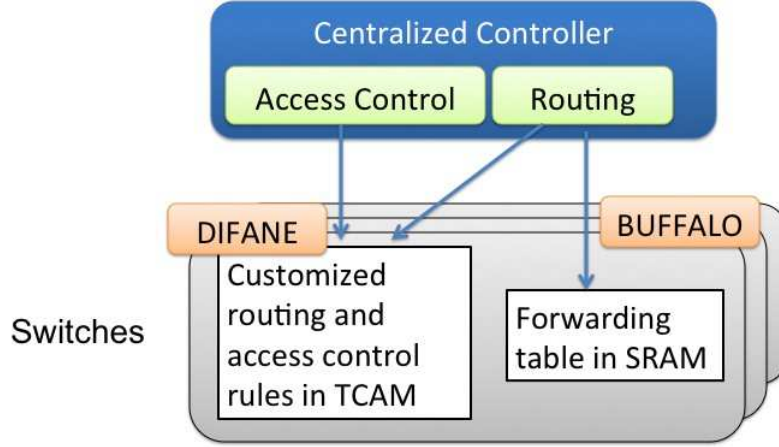 Centralized Controller
Access Control
Routing
DIFANE
BUFFALO
Customized
routing and
access control
rules in TCAM
Forwarding
table in SRAM
Switches